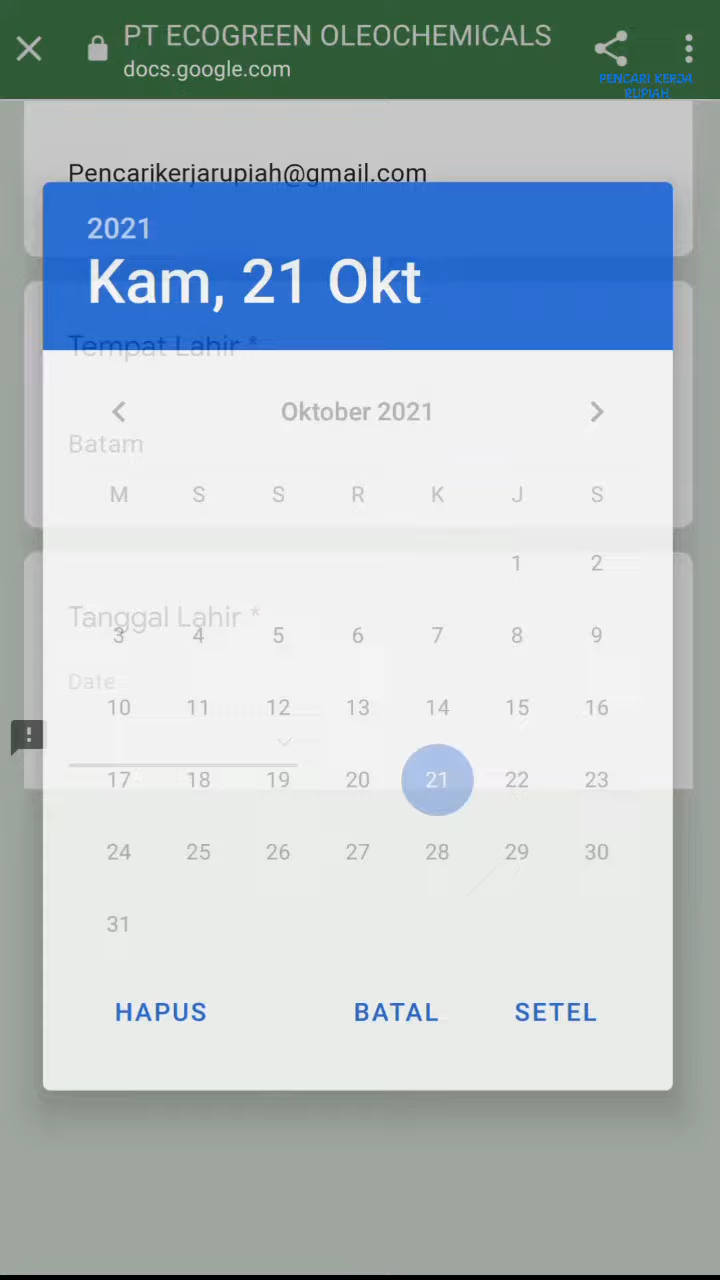 PT ECOGREEN OLEOCHEMICALS
docs.google.com
PENCARI KERJA
RUPIAH
Pencarikerjarupiah@gmail.com
2021
Kam, 21 Okt
Tempat Lahir *
Oktober 2021
Batam
M S S R K J S
1 2
Tanggal Lahir *
3 4 5 6 7 8 9
Date
10 11 12 13 14 15 16
17 18 19 20 21 22 23
24 25 26 27 28 29 30
31
HAPUS BATAL SETEL